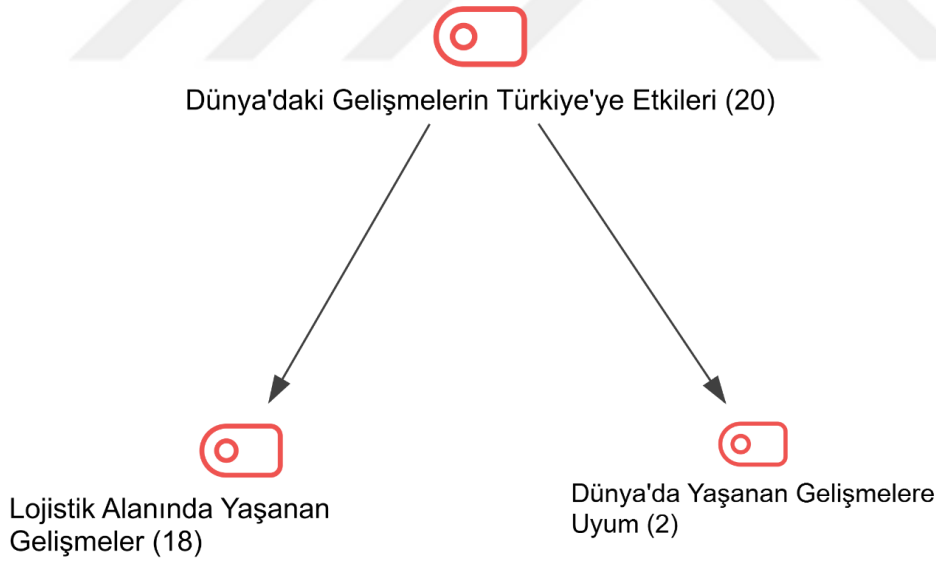 Dünya'daki Gelişmelerin Türkiye'ye Etkileri (20)
Lojistik Alanında Yaşanan
Gelişmeler (18)
Dünya'da Yaşanan Gelişmelere
Uyum (2)